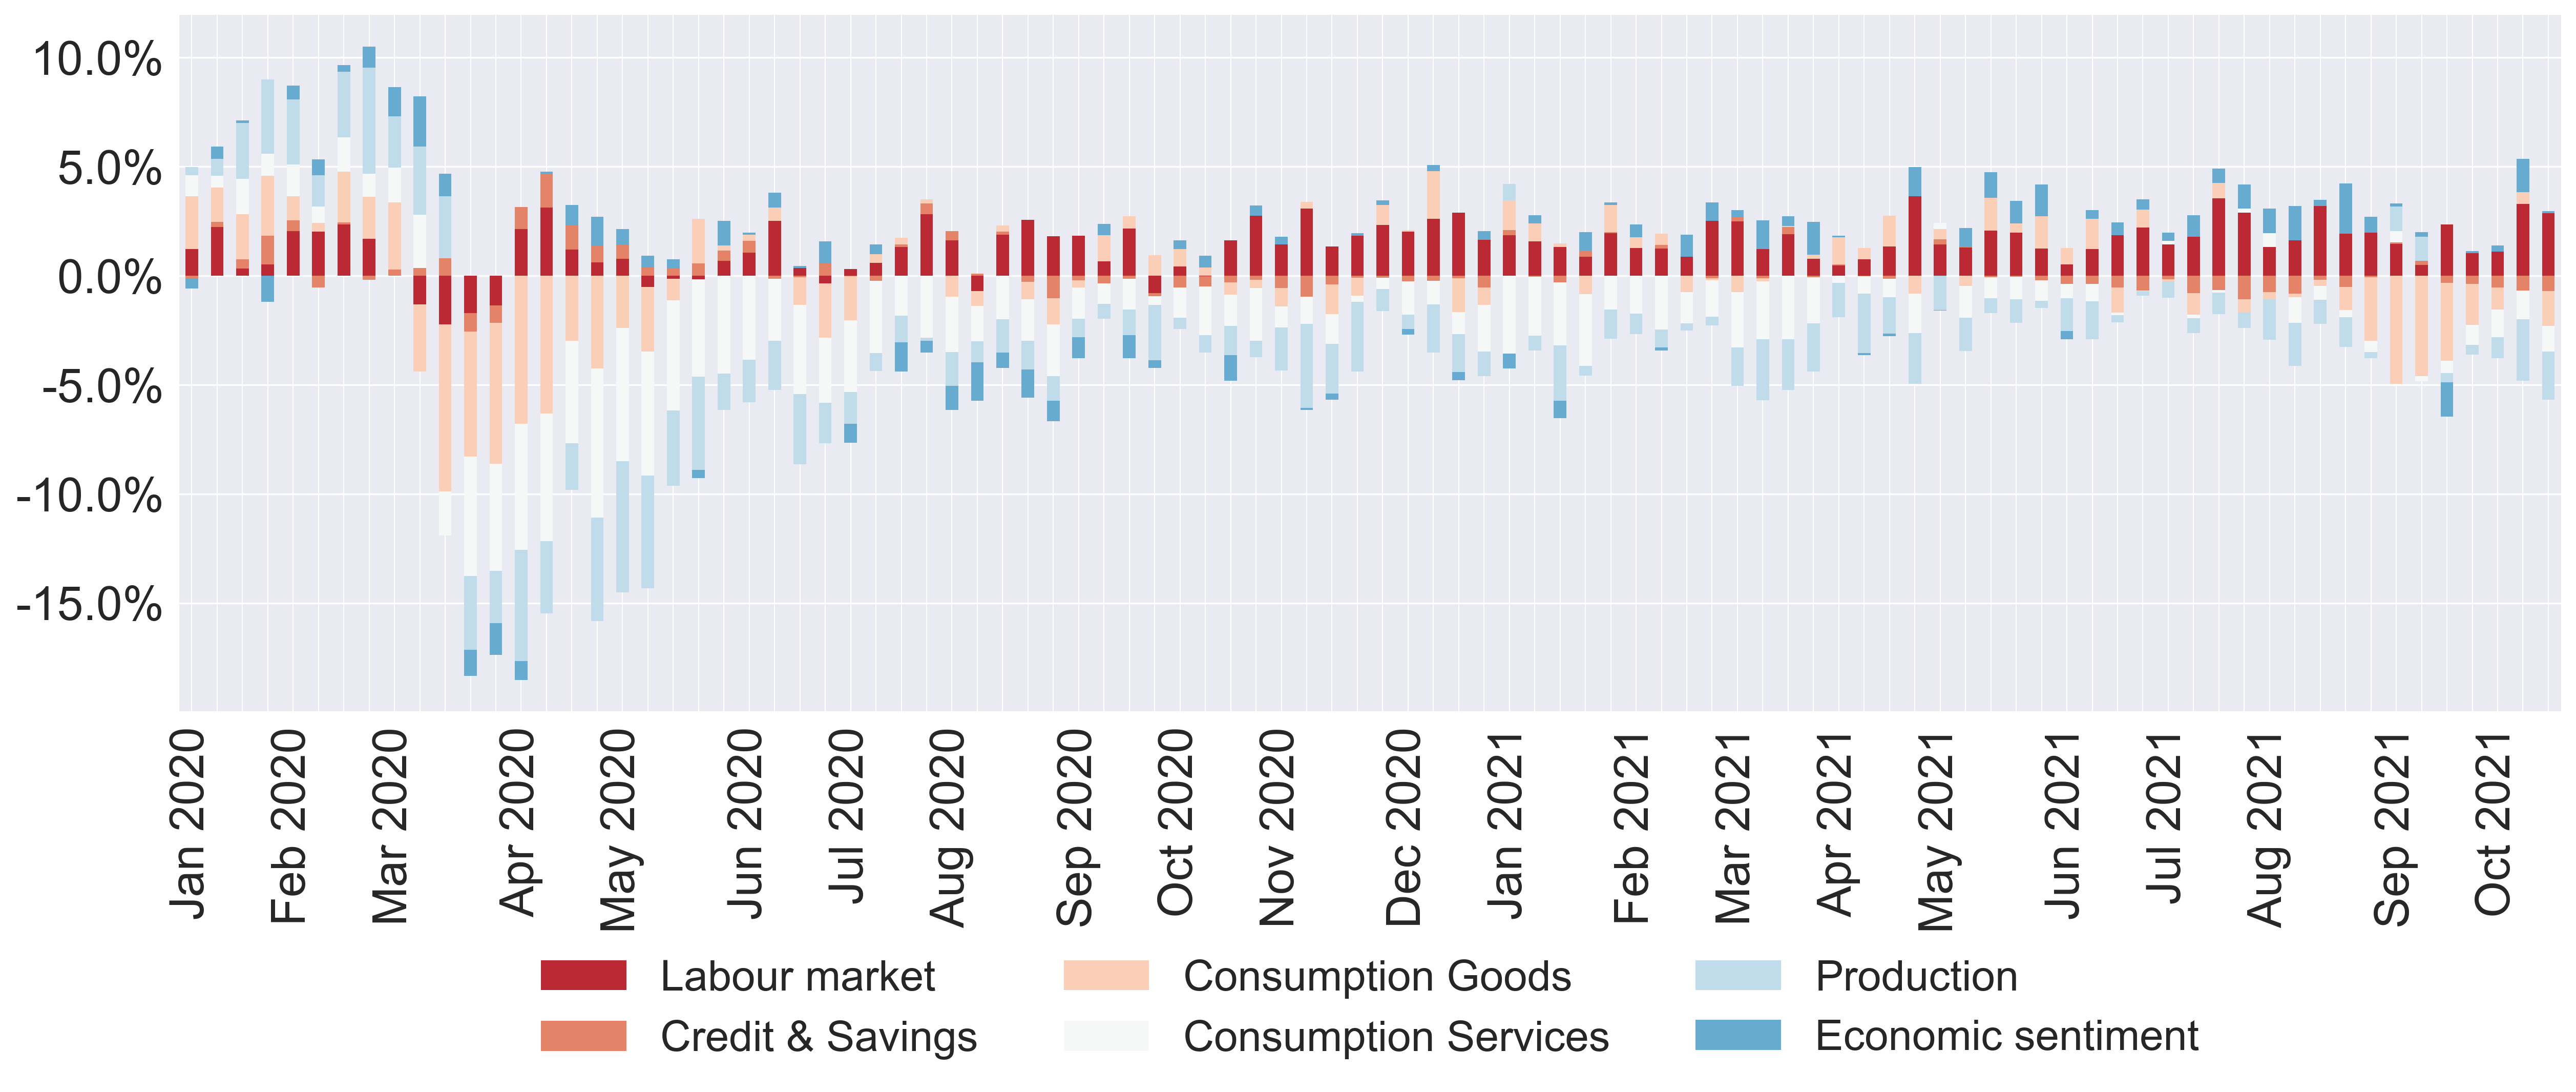 10.0%
5.0%
0.0%
-5.0%
-10.0%
-15.0%
Jan 2020
Feb 2020
Mar 2020
Apr 2020
May 2020
Jun 2020
Jul 2020
Aug 2020
Sep 2020
Oct 2020
Nov 2020
Dec 2020
Jan 2021
Feb 2021
Mar 2021
Apr 2021
May 2021
Jun 2021
Jul 2021
Aug 2021
Sep 2021
Oct 2021
Labour market
Consumption Goods
Production
Credit & Savings
Consumption Services
Economic sentiment